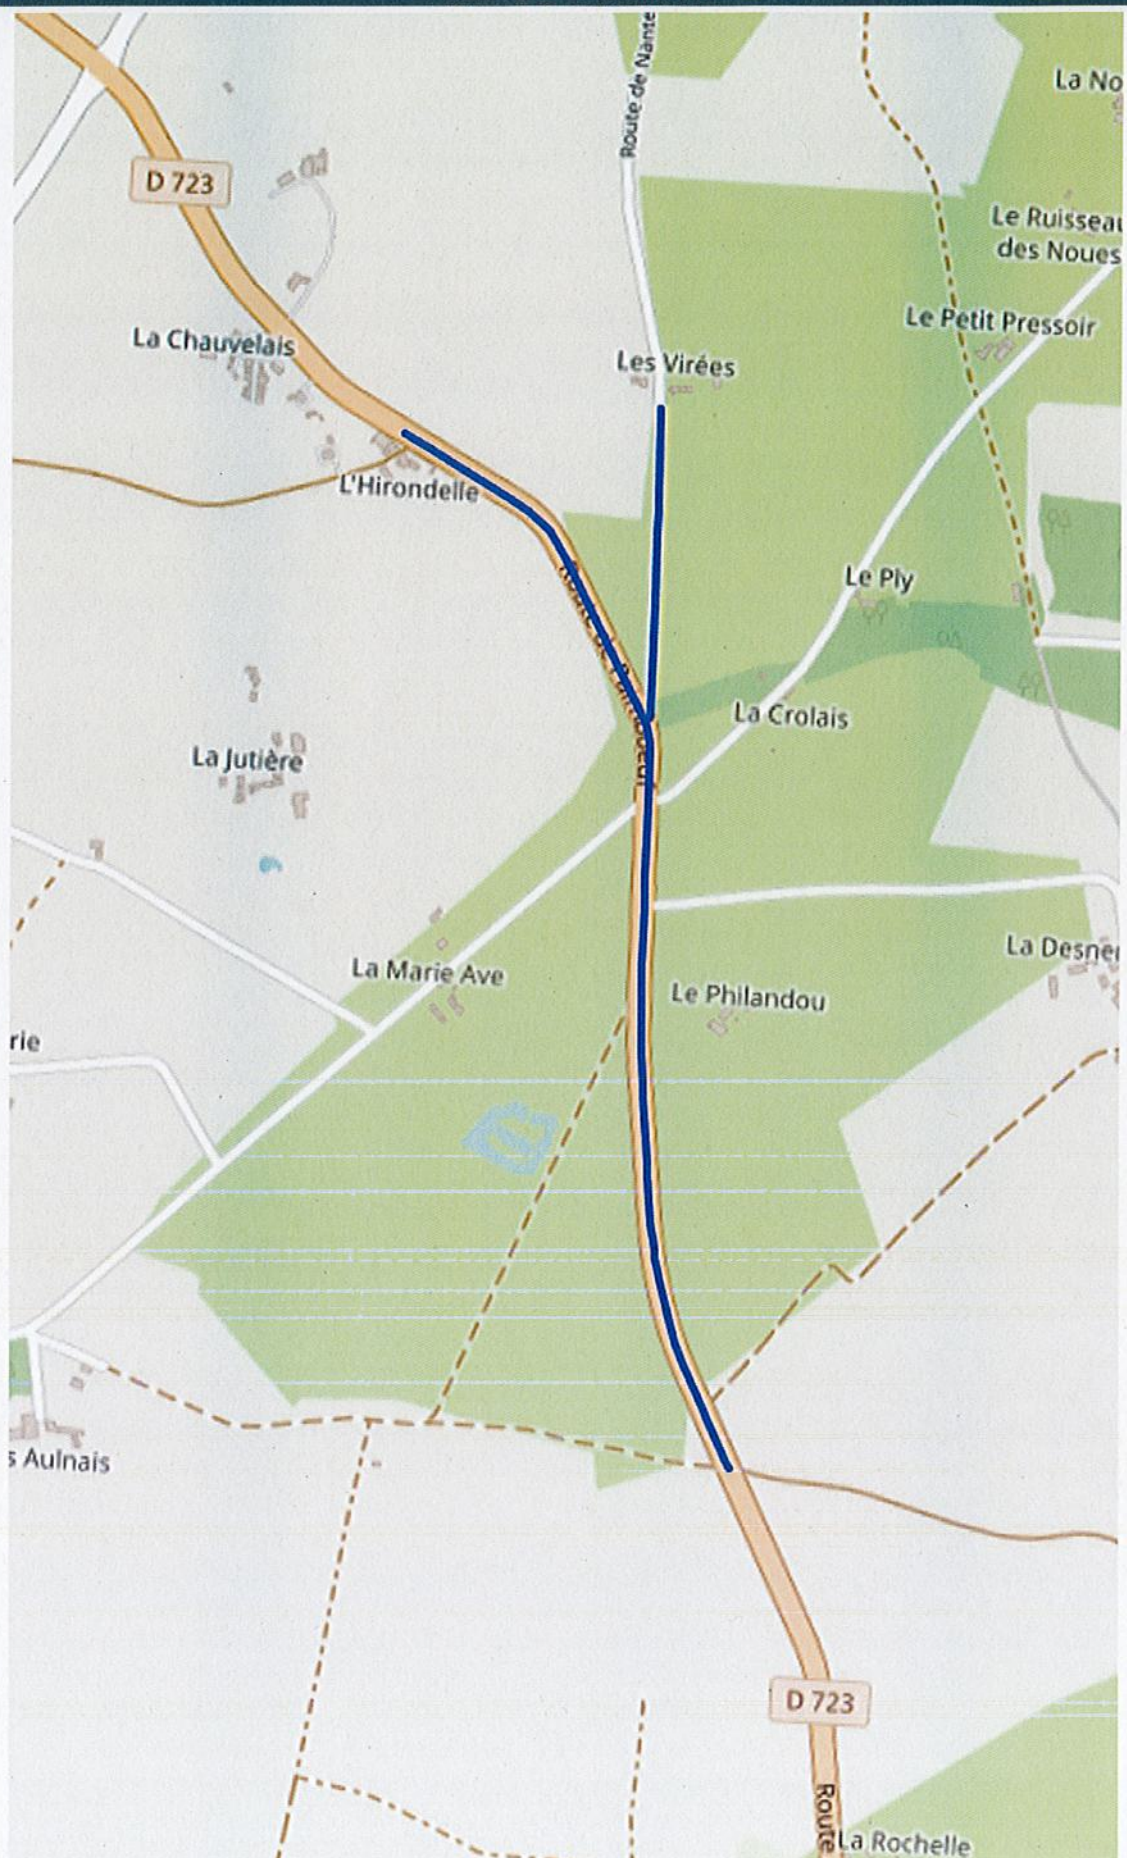 Route de Nante
La No
D 723
Le Ruisseau
des Noues
Le Petit Pressoir
La Chauvelais
Les Virées
L'Hirondelle
Le Ply
La Crolais
La Jutière
La Desner
La Marie Ave
Le Philandou
rie
s Aulnais
D 723
Route
La Rochelle